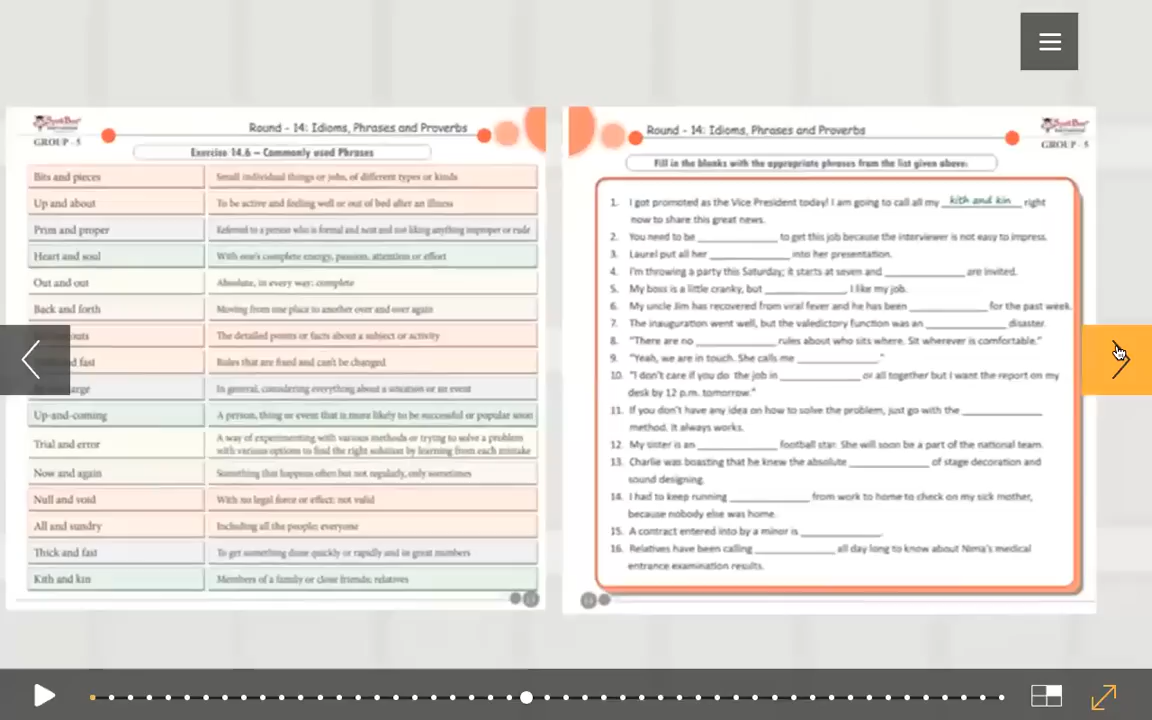 Round - 14: Idioms, Phrases and Proverbs
GROUP - 5
Exercise 14.6 – Commonly used Phrases
Bits and pieces Small individual things or jobs, of different types or kinds
Up and about To be active and feeling well or out of bed after an illness
Prim and proper Referred to a person who is formal and neat and not liking anything improper or rude
Heart and soul With one's complete energy, passion, attention or effort
Out and out Absolute, in every way: complete
Back and forth Moving from one place to another over and over again
outs The detailed points or facts about a subject or activity
and fast Rules that are fixed and can't be changed
large In general, considering everything about a situation or an event
Up-and-coming A person, thing or event that is more likely to be successful or popular soon
Trial and error A way of experimenting with various methods or trying to solve a problem
with various options to find the right solution by learning from each mistake
Now and again Something that happens often but not regularly, only sometimes
Null and void With no legal force or effect: not valid
All and sundry Including all the people; everyone
Thick and fast To get something done quickly or rapidly and in great numbers
Kith and kin Members of a family or close friends; relatives
Round - 14: Idioms, Phrases and Proverbs
GROUP - 5
Fill in the blanks with the appropriate phrases from the list given above:
1. I got promoted as the Vice President today! I am going to call all my kith and kin right
now to share this great news.
2. You need to be ____________ to get this job because the interviewer is not easy to impress.
3. Laurel put all her ____________ into her presentation.
4. I'm throwing a party this Saturday; it starts at seven and ____________ are invited.
5. My boss is a little cranky, but ____________, I like my job.
6. My uncle Jim has recovered from viral fever and he has been ____________ for the past week.
7. The inauguration went well, but the valedictory function was an ____________ disaster.
8. "There are no ____________ rules about who sits where. Sit wherever is comfortable."
9. "Yeah, we are in touch. She calls me ____________."
10. "I don't care if you do the job in ____________ or all together but I want the report on my
desk by 12 p.m. tomorrow."
11. If you don't have any idea on how to solve the problem, just go with the ____________
method. It always works.
12. My sister is an ____________ football star. She will soon be a part of the national team.
13. Charlie was boasting that he knew the absolute ____________ of stage decoration and
sound designing.
14. I had to keep running ____________ from work to home to check on my sick mother,
because nobody else was home.
15. A contract entered into by a minor is ____________.
16. Relatives have been calling ____________ all day long to know about Nima's medical
entrance examination results.